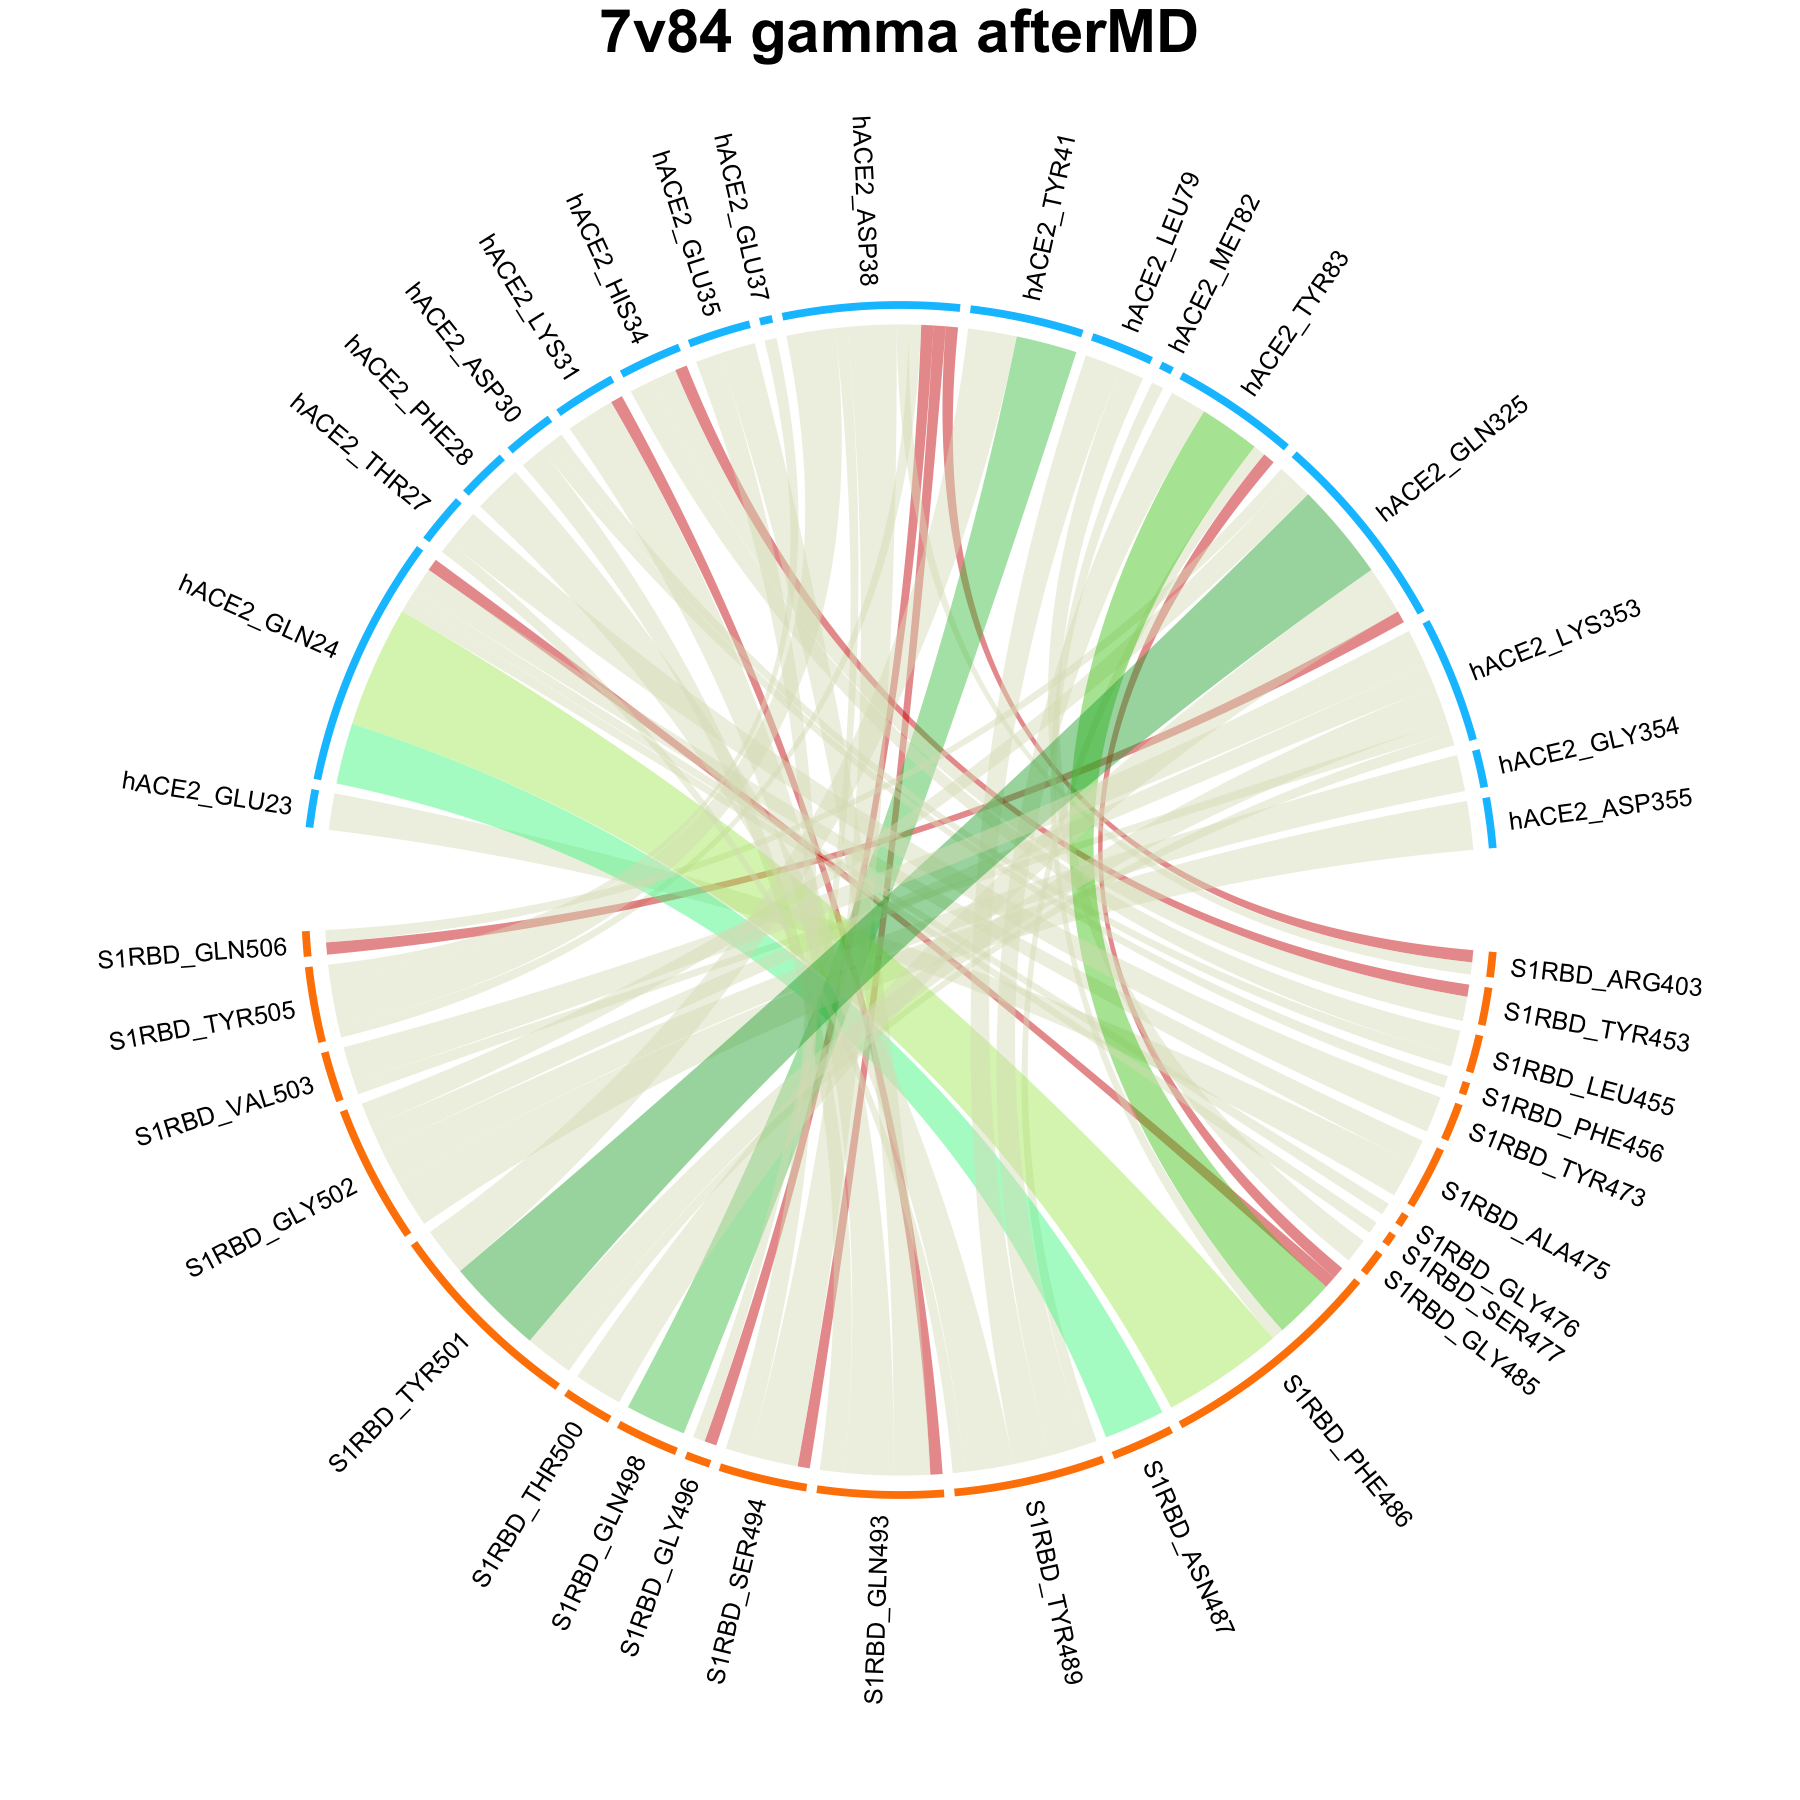 7v84 gamma afterMD
hACE2_GLU23
hACE2_GLN24
hACE2_THR27
hACE2_PHE28
hACE2_ASP30
hACE2_LYS31
hACE2_HIS34
hACE2_GLU35
hACE2_GLU37
hACE2_ASP38
hACE2_TYR41
hACE2_LEU79
hACE2_MET82
hACE2_TYR83
hACE2_GLN325
hACE2_LYS353
hACE2_GLY354
hACE2_ASP355
S1RBD_ARG403
S1RBD_TYR453
S1RBD_LEU455
S1RBD_PHE456
S1RBD_TYR473
S1RBD_ALA475
S1RBD_GLY476
S1RBD_SER477
S1RBD_GLY485
S1RBD_PHE486
S1RBD_ASN487
S1RBD_TYR489
S1RBD_GLN493
S1RBD_SER494
S1RBD_GLY496
S1RBD_GLN498
S1RBD_THR500
S1RBD_TYR501
S1RBD_GLY502
S1RBD_VAL503
S1RBD_TYR505
S1RBD_GLN506